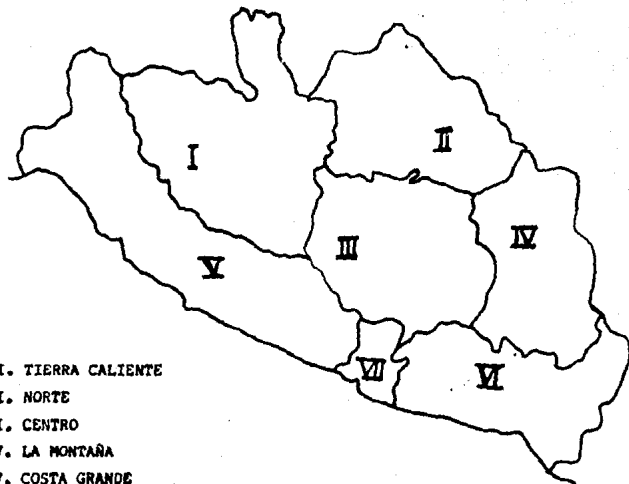 I
II
III
IV
V
VI
VII
I. TIERRA CALIENTE
I. NORTE
I. CENTRO
. LA MONTAÑA
. COSTA GRANDE